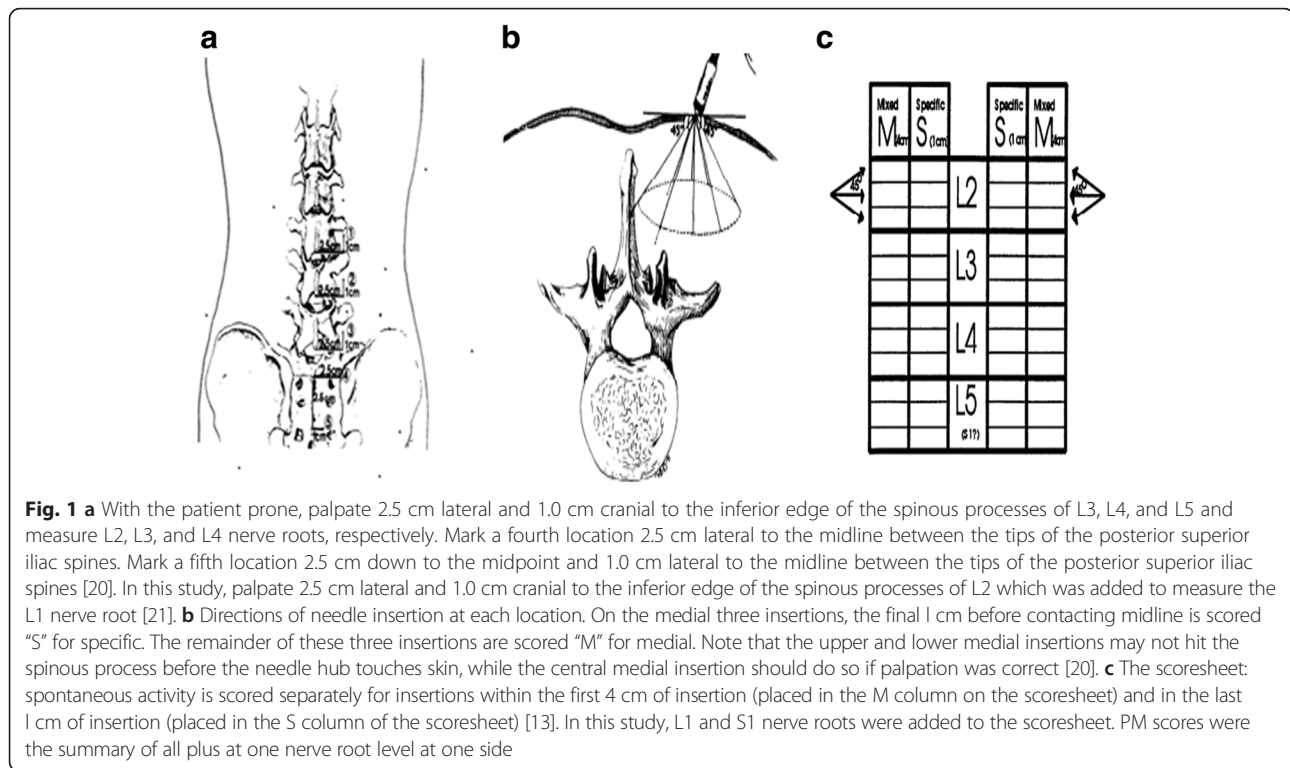 a
b
c
2.5cm
1cm
2.5cm
1cm
2.5cm
1cm
2.5cm
45°
Mixed
Specific
Specific
Mixed
M(4cm
S(1cm)
S(1cm
M(4cm
L2
L3
L4
L5
(S1?)
Fig. 1 a With the patient prone, palpate 2.5 cm lateral and 1.0 cm cranial to the inferior edge of the spinous processes of L3, L4, and L5 and
measure L2, L3, and L4 nerve roots, respectively. Mark a fourth location 2.5 cm lateral to the midline between the tips of the posterior superior
iliac spines. Mark a fifth location 2.5 cm down to the midpoint and 1.0 cm lateral to the midline between the tips of the posterior superior iliac
spines [20]. In this study, palpate 2.5 cm lateral and 1.0 cm cranial to the inferior edge of the spinous processes of L2 which was added to measure the
L1 nerve root [21]. b Directions of needle insertion at each location. On the medial three insertions, the final l cm before contacting midline is scored
“S” for specific. The remainder of these three insertions are scored “M” for medial. Note that the upper and lower medial insertions may not hit the
spinous process before the needle hub touches skin, while the central medial insertion should do so if palpation was correct [20]. c The scoresheet:
spontaneous activity is scored separately for insertions within the first 4 cm of insertion (placed in the M column on the scoresheet) and in the last
l cm of insertion (placed in the S column of the scoresheet) [13]. In this study, L1 and S1 nerve roots were added to the scoresheet. PM scores were
the summary of all plus at one nerve root level at one side